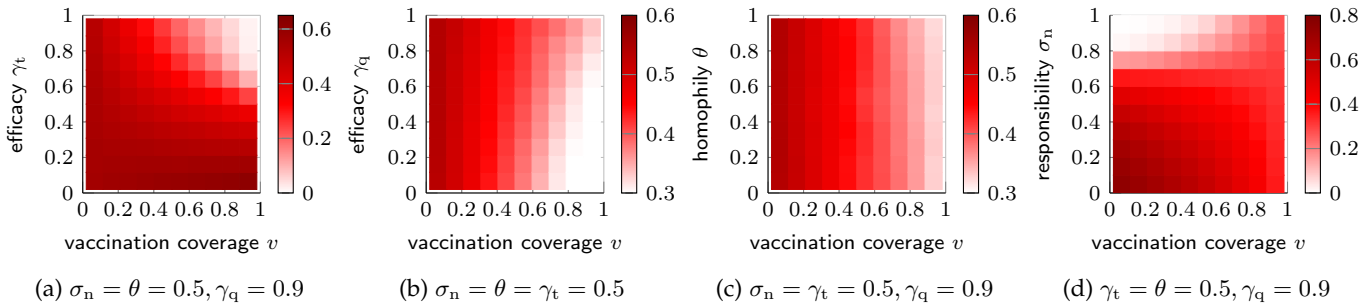 efficacy γt
1
0.8
0.6
0.4
0.2
0
0 0.2 0.4 0.6 0.8 1
vaccination coverage v
0.6
0.4
0.2
0
(a) σn = θ = 0.5, γq = 0.9
efficacy γq
1
0.8
0.6
0.4
0.2
0
0 0.2 0.4 0.6 0.8 1
vaccination coverage v
0.6
0.5
0.4
0.3
(b) σn = θ = γt = 0.5
homophily θ
1
0.8
0.6
0.4
0.2
0
0 0.2 0.4 0.6 0.8 1
vaccination coverage v
0.6
0.5
0.4
0.3
(c) σn = γt = 0.5, γq = 0.9
responsibility σn
1
0.8
0.6
0.4
0.2
0
0 0.2 0.4 0.6 0.8 1
vaccination coverage v
0.8
0.6
0.4
0.2
0
(d) γt = θ = 0.5, γq = 0.9